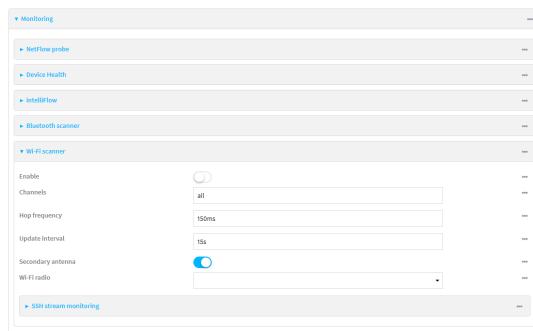 Monitoring
NetFlow probe
Device Health
intelliFlow
Bluetooth scanner
Wi-Fi scanner
Enable
Channels
all
Hop frequency
150ms
Update interval
15s
Secondary antenna
Wi-Fi radio
SSH stream monitoring